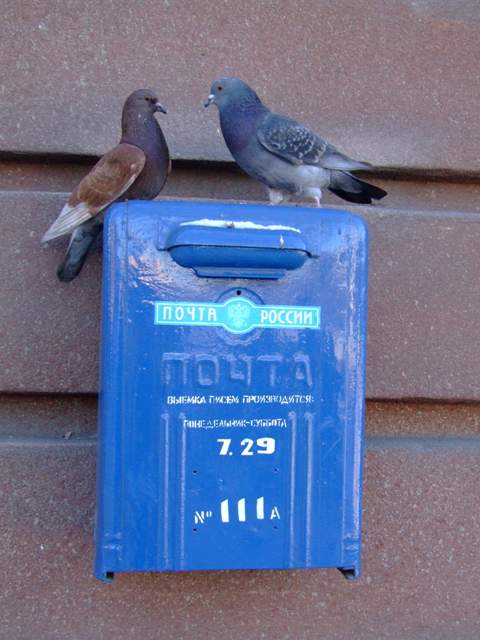 ПОЧТА РОССИИ
ПОЧТА
ВЫЕМКА ПИСЕМ ПРОИЗВОДИТСЯ:
ПОНЕДЕЛЬНИК-СУББОТА
7.29
№ 111 А